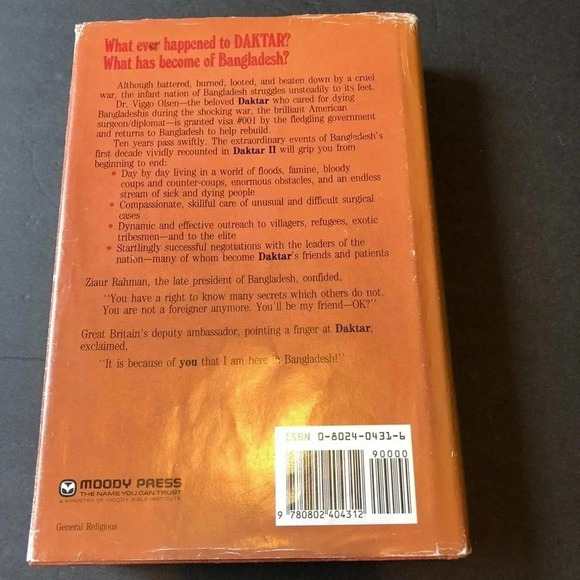 What ever happened to DAKTAR?
What has become of Bangladesh?
Although battered, burned, looted, and beaten down by a cruel
war, the infant nation of Bangladesh struggles unsteadily to its feet.
Dr. Viggo Olsen—the beloved Daktar who cared for dying
Bangladeshis during the shocking war, the brilliant American
surgeon/diplomat—is granted visa #001 by the fledgling government
and returns to Bangladesh to help rebuild.
Ten years pass swiftly. The extraordinary events of Bangladesh's
first decade vividly recounted in Daktar II will grip you from
beginning to end:
• Day by day living in a world of floods, famine, bloody
coups and counter-coups, enormous obstacles, and an endless
stream of sick and dying people
• Compassionate, skillful care of unusual and difficult surgical
cases
• Dynamic and effective outreach to villagers, refugees, exotic
tribesmen—and to the elite
• Startlingly successful negotiations with the leaders of the
nation—many of whom become Daktar's friends and patients
Ziaur Rahman, the late president of Bangladesh, confided,
"You have a right to know many secrets which others do not.
You are not a foreigner anymore. You'll be my friend—OK?"
Great Britain's deputy ambassador, pointing a finger at Daktar,
exclaimed,
"It is because of you that I am here in Bangladesh!"
ISBN 0-8024-0431-6
90000
9 780802 404312
MOODY PRESS
THE NAME YOU CAN TRUST
A MINISTRY OF MOODY BIBLE INSTITUTE
General Religious